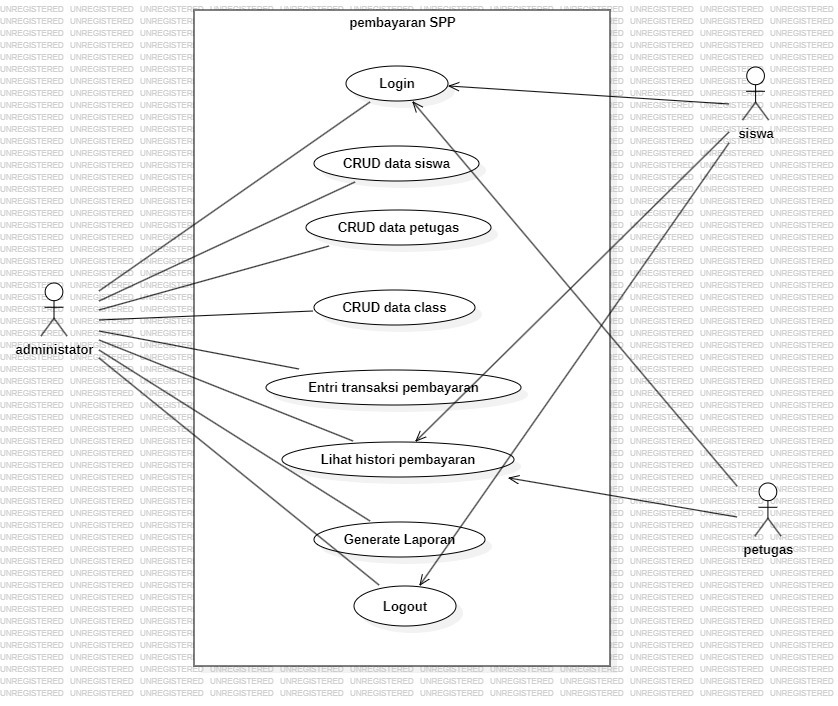 pembayaran SPP
Login
siswa
CRUD data siswa
CRUD data petugas
CRUD data class
administator
Entri transaksi pembayaran
Lihat histori pembayaran
Generate Laporan
petugas
Logout
UNREGISTERED